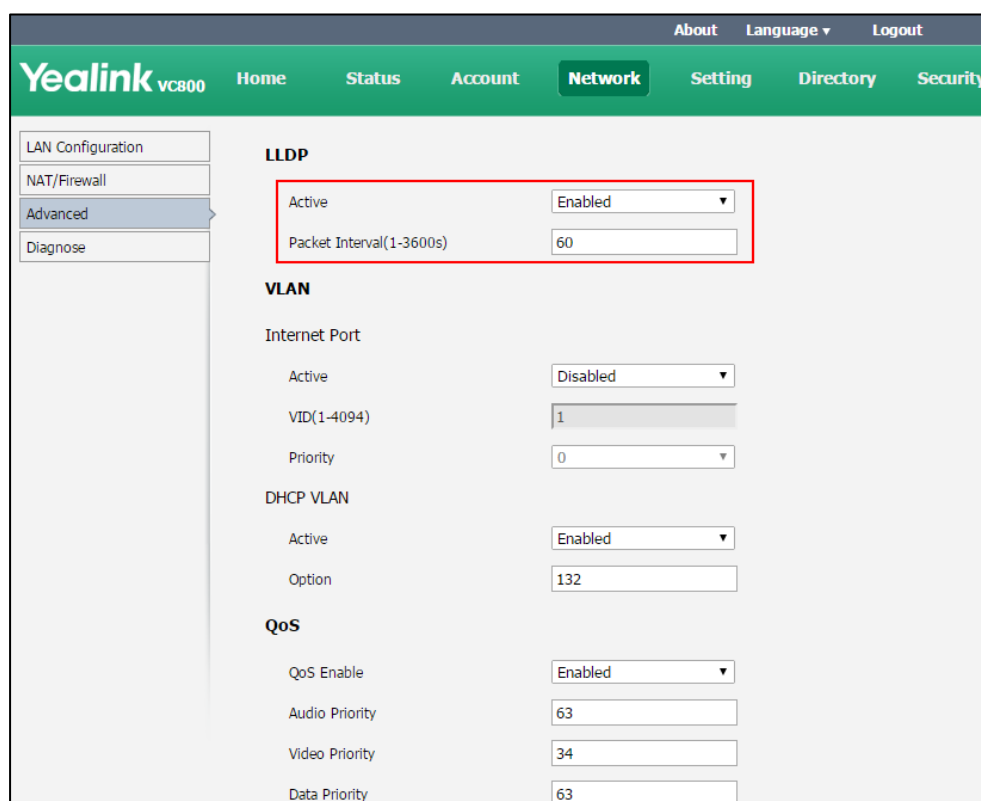 About Language ▾ Logout
Yealink VC800 Home Status Account Network Setting Directory Security
LAN Configuration
NAT/Firewall
Advanced
Diagnose
LLDP
Active Enabled
Packet Interval(1-3600s) 60
VLAN
Internet Port
Active Disabled
VID(1-4094) 1
Priority 0
DHCP VLAN
Active Enabled
Option 132
QoS
QoS Enable Enabled
Audio Priority 63
Video Priority 34
Data Priority 63